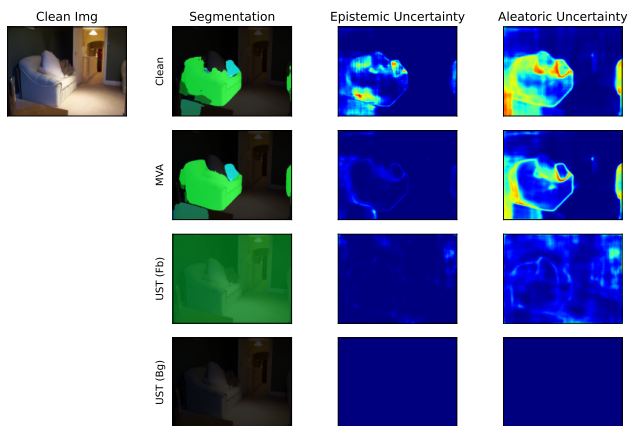 Clean Img
Segmentation
Epistemic Uncertainty
Aleatoric Uncertainty
Clean
MVA
UST (Fb)
UST (Bg)